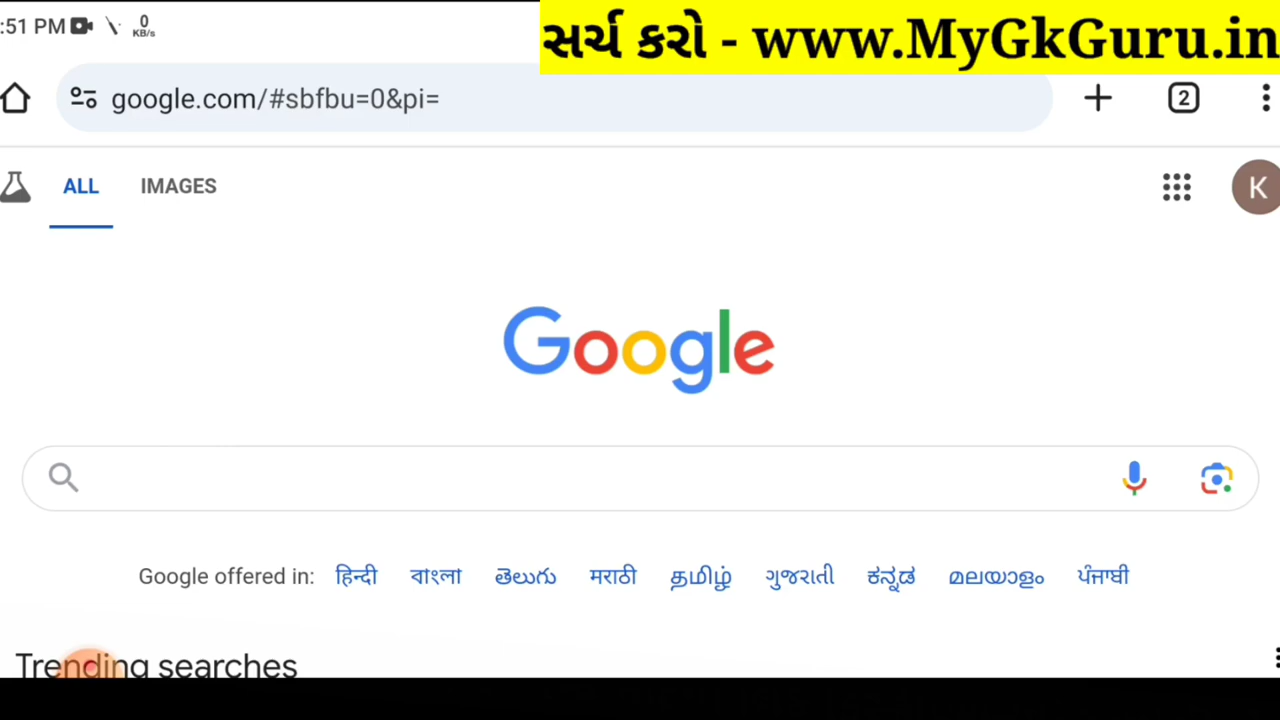 :51 PM 0 KB/s
સર્ચ કરો - www.MyGkGuru.in
google.com/#sbfbu=0&pi=
2
ALL IMAGES
K
Google
Google offered in: हिन्दी বাংলা తెలుగు मराठी தமிழ் ગુજરાતી ಕನ್ನಡ മലയാളം ਪੰਜਾਬੀ
Trending searches